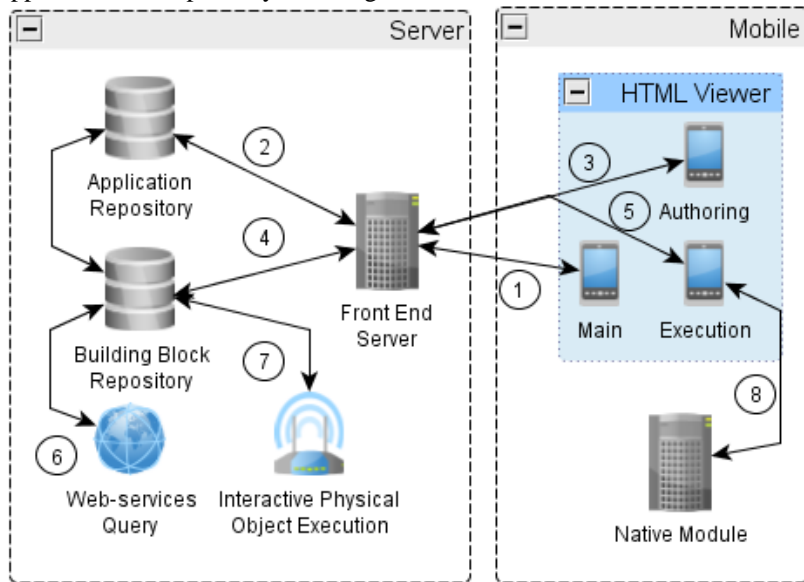 Server
Mobile
HTML Viewer
2
3
Application
Repository
Authoring
4
5
1
Front End
Server
Main
Execution
Building Block
Repository
7
8
6
Web-services
Query
Interactive Physical
Object Execution
Native Module